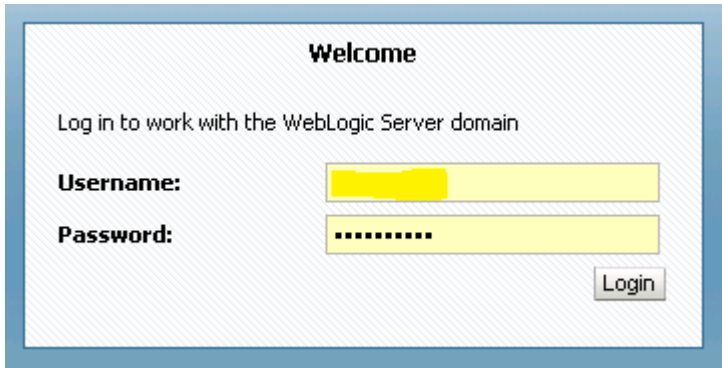 Welcome
Log in to work with the WebLogic Server domain
Username:
Password: ••••••••••
Login